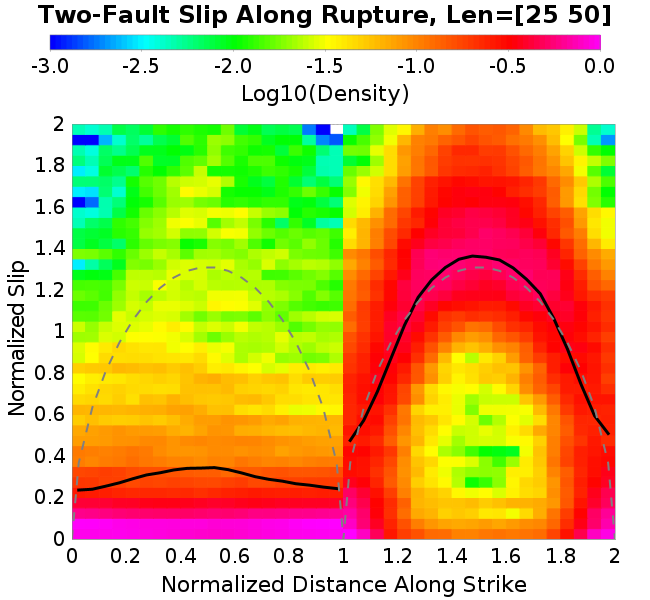 Two-Fault Slip Along Rupture, Len=[25 50]
-3.0 -2.5 -2.0 -1.5 -1.0 -0.5 0.0
Log10(Density)
Normalized Slip
2
1.8
1.6
1.4
1.2
1
0.8
0.6
0.4
0.2
0
0 0.2 0.4 0.6 0.8 1 1.2 1.4 1.6 1.8 2
Normalized Distance Along Strike